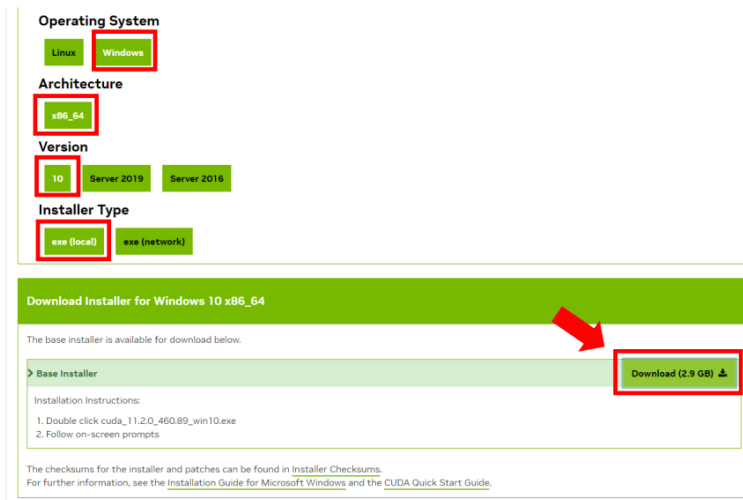 Operating System
Linux Windows
Architecture
x86_64
Version
10 Server 2019 Server 2016
Installer Type
exe (local) exe (network)
Download Installer for Windows 10 x86_64
The base installer is available for download below.
Base Installer Download (2.9 GB)
Installation Instructions:
1. Double click cuda_11.2.0_460.89_win10.exe
2. Follow on-screen prompts
The checksums for the installer and patches can be found in Installer Checksums.
For further information, see the Installation Guide for Microsoft Windows and the CUDA Quick Start Guide.